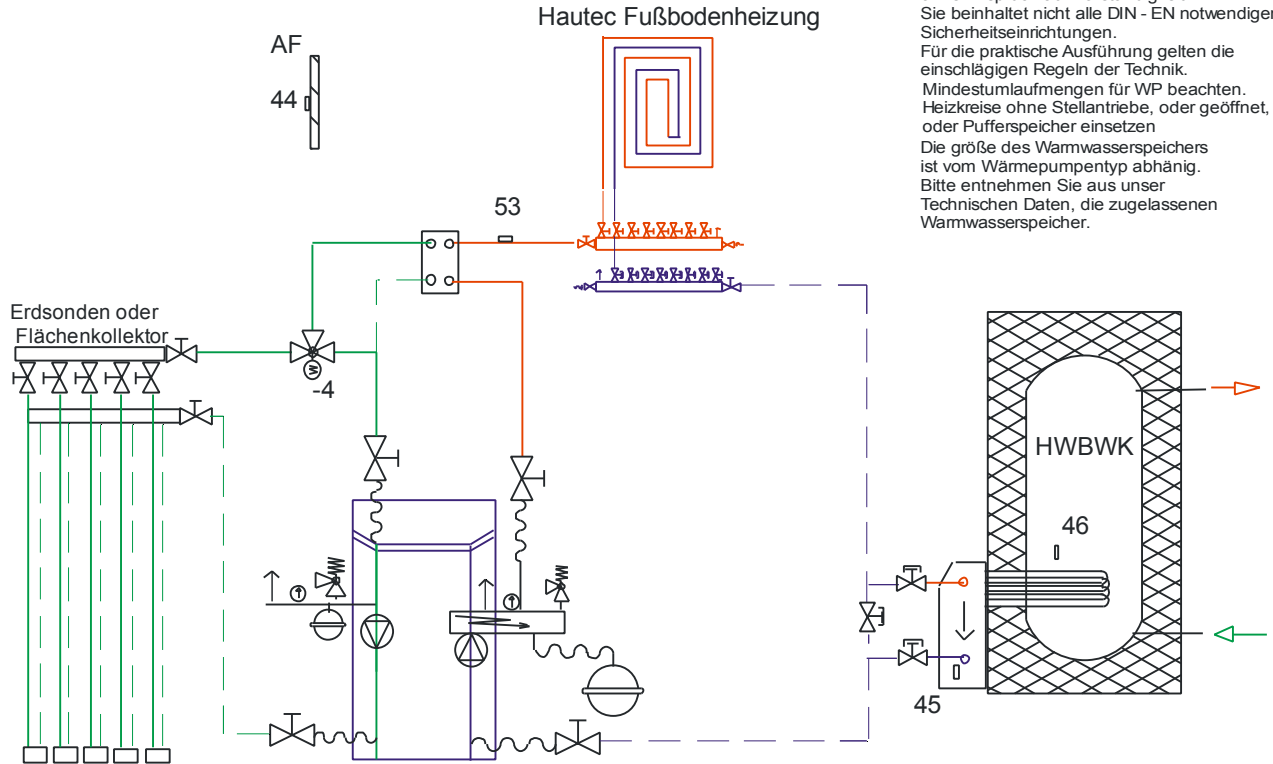 Hautec Fußbodenheizung
Sie beinhaltet nicht alle DIN - EN notwendigen
Sicherheitseinrichtungen.
Für die praktische Ausführung gelten die
einschlägigen Regeln der Technik.
Mindestumlaufmengen für WP beachten.
Heizkreise ohne Stellantriebe, oder geöffnet,
oder Pufferspeicher einsetzen
Die größe des Warmwasserspeichers
ist vom Wärmepumpentyp abhänig.
Bitte entnehmen Sie aus unser
Technischen Daten, die zugelassenen
Warmwasserspeicher.
AF
44
53
Erdsonden oder
Flächenkollektor
-4
HWBWK
46
45